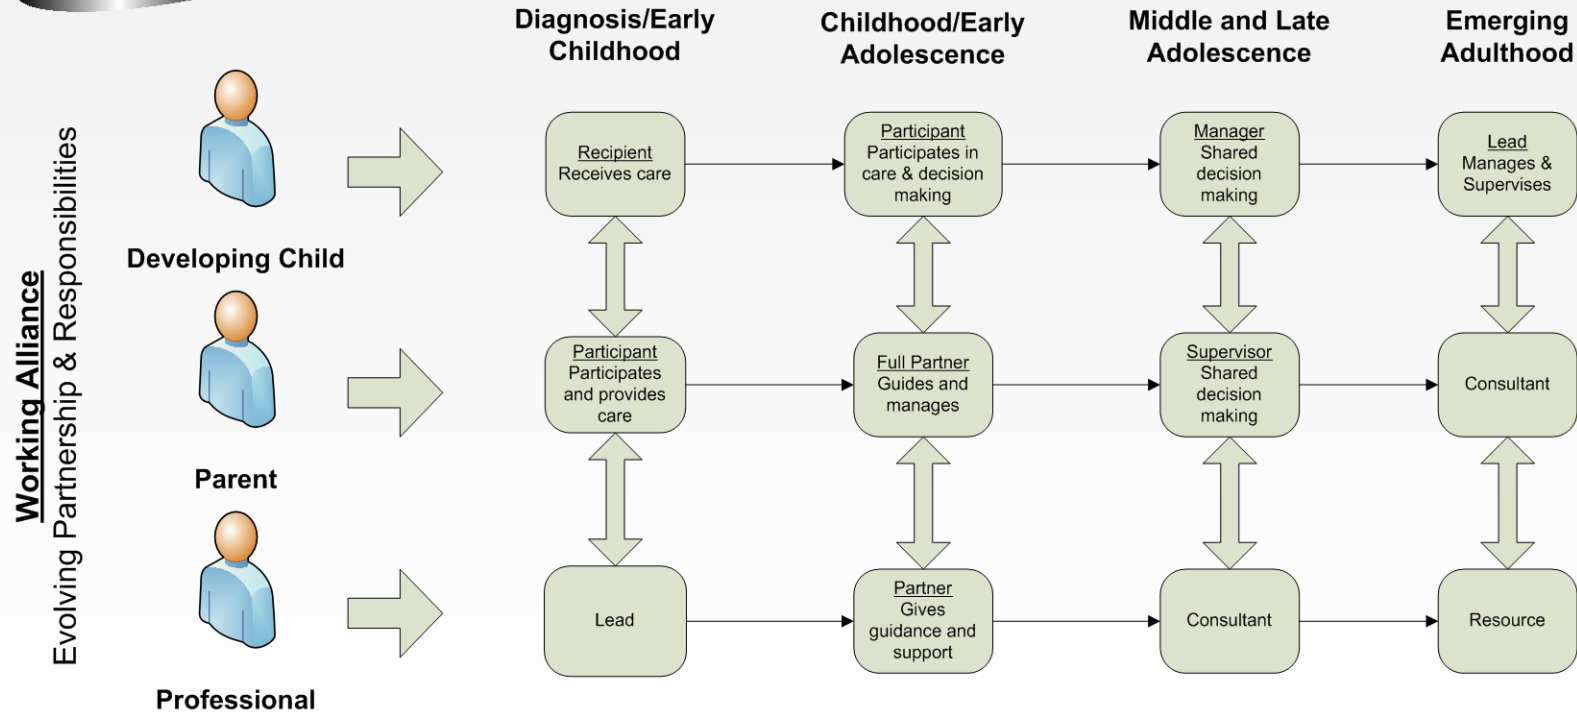 Diagnosis/Early
Childhood
Childhood/Early
Adolescence
Middle and Late
Adolescence
Emerging
Adulthood
Working Alliance
Evolving Partnership & Responsibilities
Developing Child
Recipient
Receives care
Participant
Participates in
care & decision
making
Manager
Shared
decision
making
Lead
Manages &
Supervises
Parent
Participant
Participates
and provides
care
Full Partner
Guides and
manages
Supervisor
Shared
decision
making
Consultant
Professional
Lead
Partner
Gives
guidance and
support
Consultant
Resource